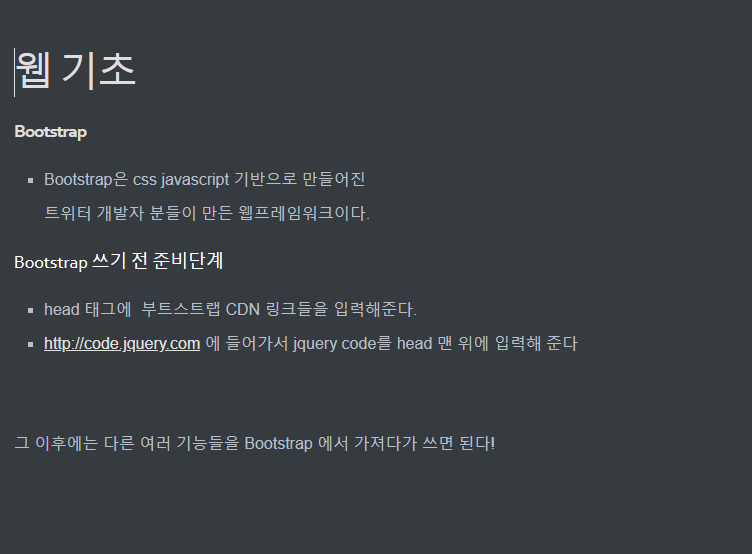 웹 기초
Bootstrap
Bootstrap은 css javascript 기반으로 만들어진
트위터 개발자 분들이 만든 웹프레임워크이다.
Bootstrap 쓰기 전 준비단계
head 태그에  부트스트랩 CDN 링크들을 입력해준다.
http://code.jquery.com 에 들어가서 jquery code를 head 맨 위에 입력해 준다
그 이후에는 다른 여러 기능들을 Bootstrap 에서 가져다가 쓰면 된다!